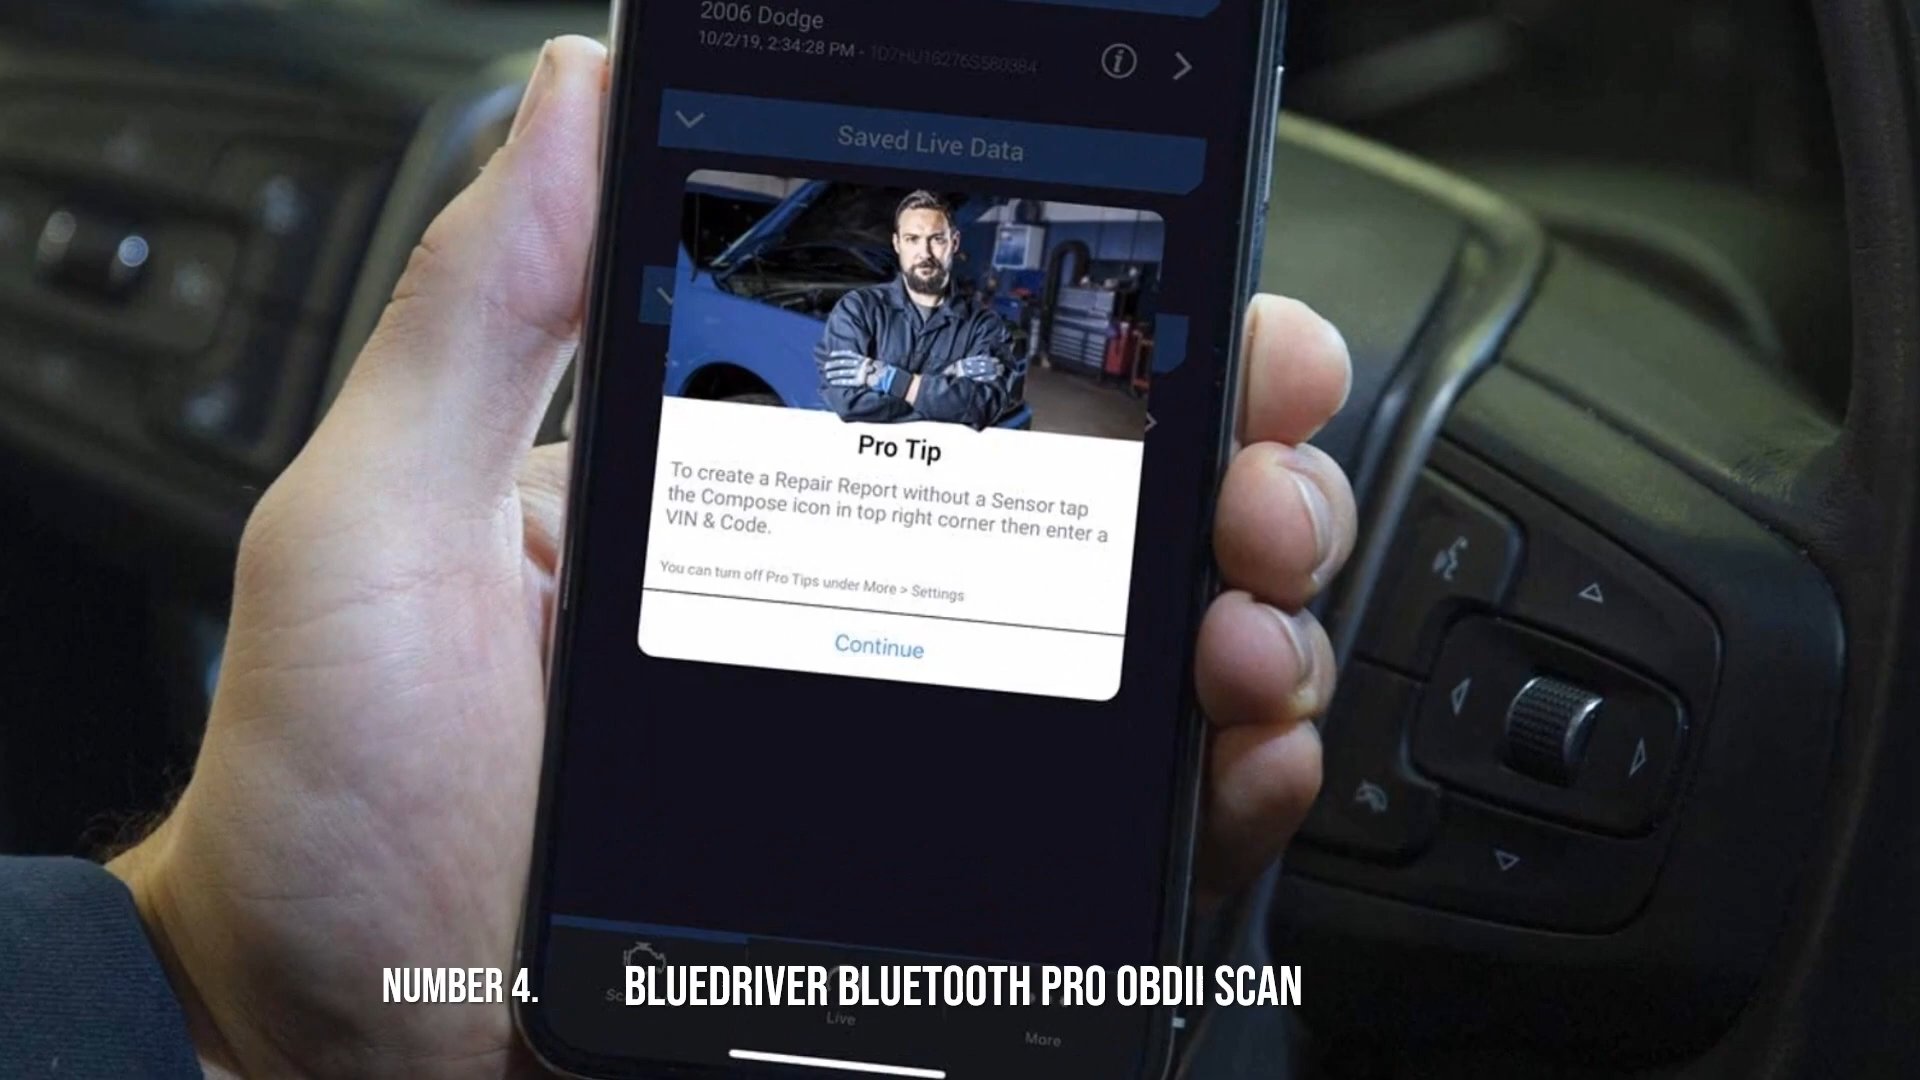 2006 Dodge
10/2/19, 2:34:28 PM -
Saved Live Data
Pro Tip
To create a Repair Report without a Sensor tap
the Compose icon in top right corner then enter a
VIN & Code.
You can turn off Pro Tips under More > Settings
Continue
NUMBER 4. BLUEDRIVER BLUETOOTH PRO OBDII SCAN
Live
More